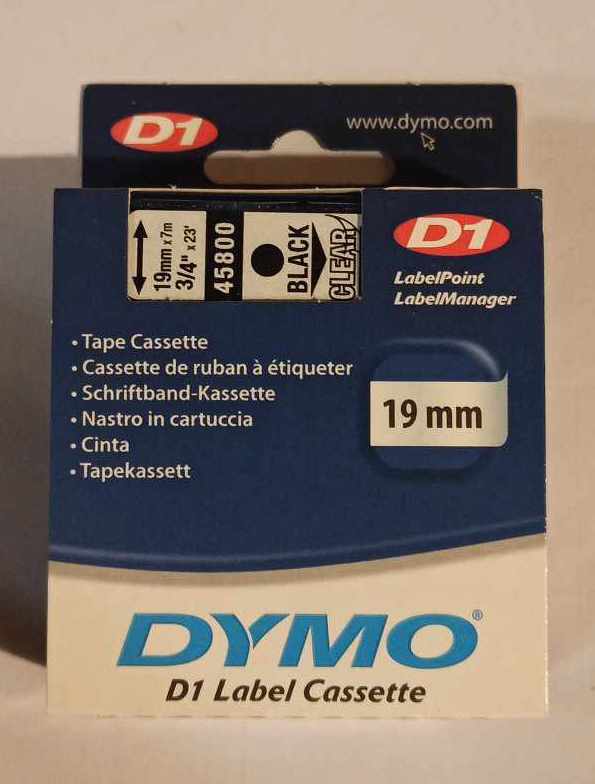 D1
www.dymo.com
19mm x 7m
3/4" x 23'
45800
BLACK
CLEAR
D1
LabelPoint
LabelManager
• Tape Cassette
• Cassette de ruban à étiqueter
• Schriftband-Kassette
• Nastro in cartuccia
• Cinta
• Tapekassett
19 mm
DYMO®
D1 Label Cassette